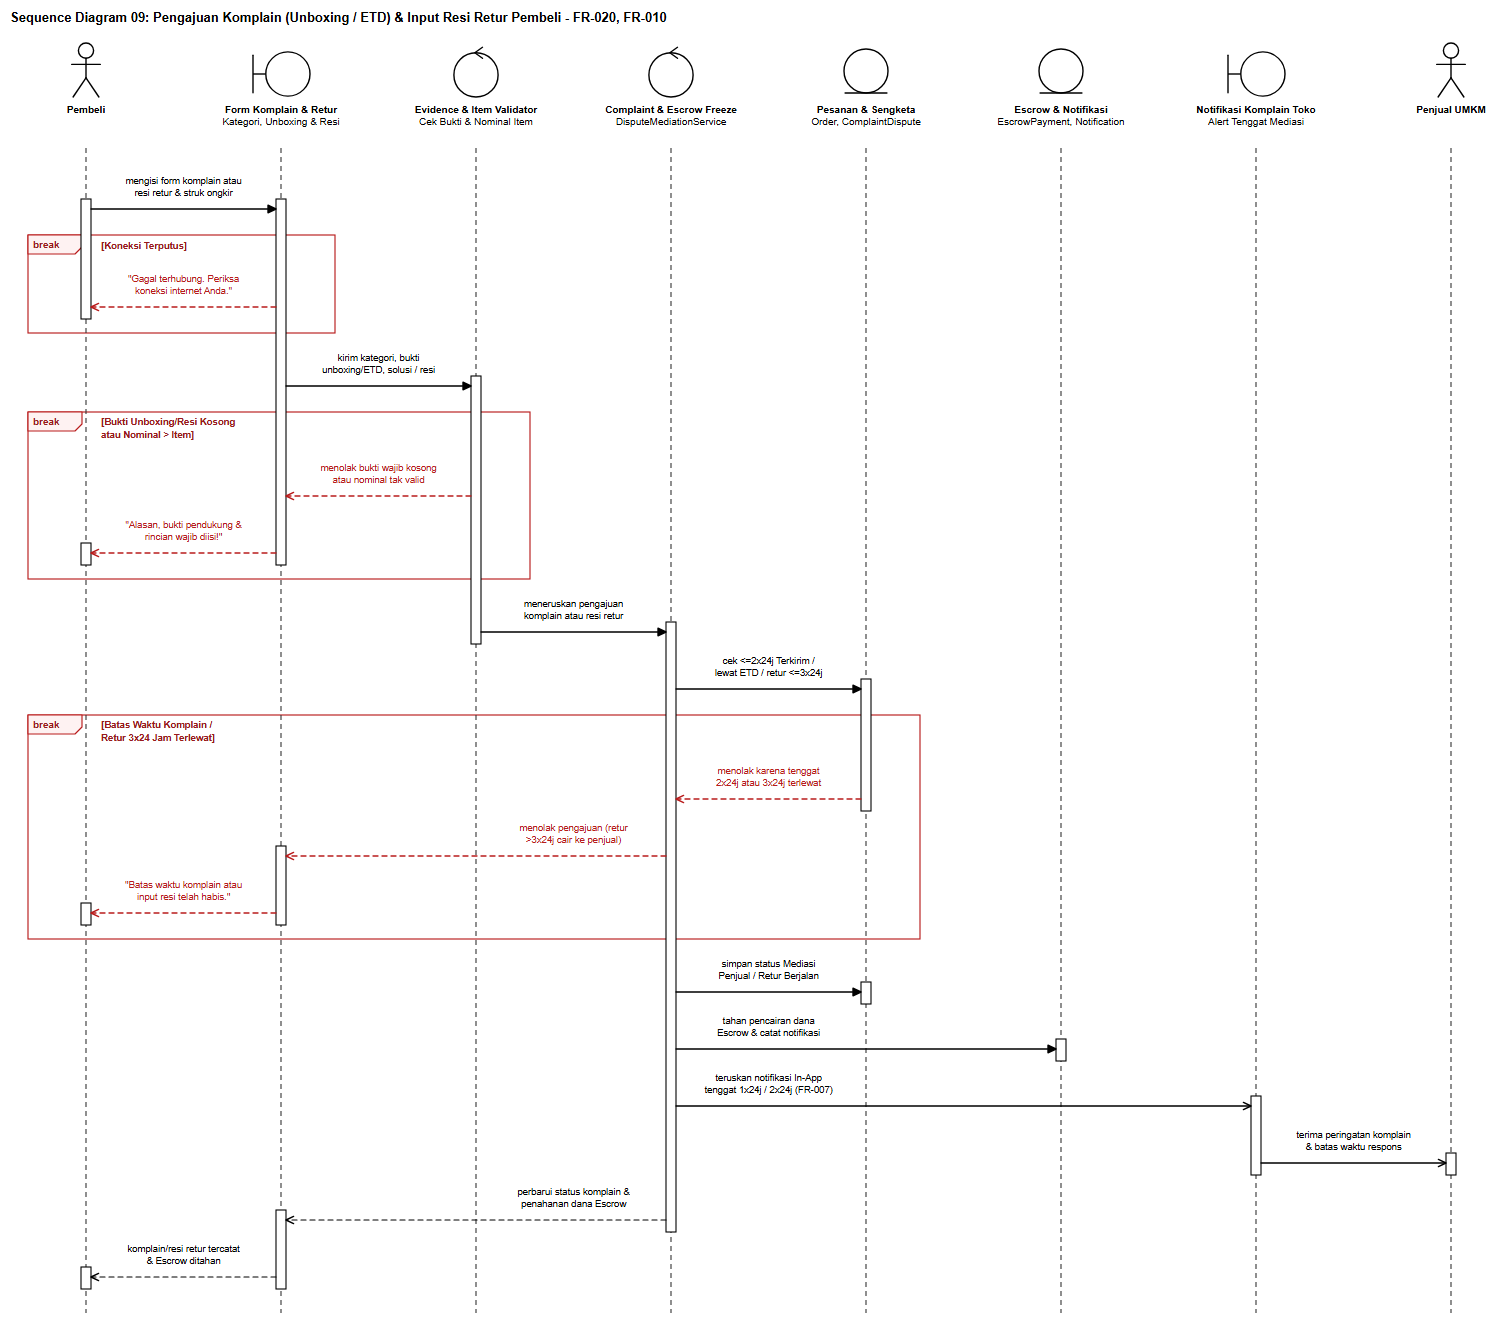 Sequence Diagram 09: Pengajuan Komplain (Unboxing / ETD) & Input Resi Retur Pembeli - FR-020, FR-010
Pembeli
Form Komplain & Retur
Kategori, Unboxing & Resi
Evidence & Item Validator
Cek Bukti & Nominal Item
Complaint & Escrow Freeze
DisputeMediationService
Pesanan & Sengketa
Order, ComplaintDispute
Escrow & Notifikasi
EscrowPayment, Notification
Notifikasi Komplain Toko
Alert Tenggat Mediasi
Penjual UMKM
mengisi form komplain atau
resi retur & struk ongkir
break
[Koneksi Terputus]
"Gagal terhubung. Periksa
koneksi internet Anda."
kirim kategori, bukti
unboxing/ETD, solusi / resi
break
[Bukti Unboxing/Resi Kosong
atau Nominal > Item]
menolak bukti wajib kosong
atau nominal tak valid
"Alasan, bukti pendukung &
rincian wajib diisi!"
meneruskan pengajuan
komplain atau resi retur
cek <=2x24j Terkirim /
lewat ETD / retur <=3x24j
break
[Batas Waktu Komplain /
Retur 3x24 Jam Terlewat]
menolak karena tenggat
2x24j atau 3x24j terlewat
menolak pengajuan (retur
>3x24j cair ke penjual)
"Batas waktu komplain atau
input resi telah habis."
simpan status Mediasi
Penjual / Retur Berjalan
tahan pencairan dana
Escrow & catat notifikasi
teruskan notifikasi In-App
tenggat 1x24j / 2x24j (FR-007)
terima peringatan komplain
& batas waktu respons
perbarui status komplain &
penahanan dana Escrow
komplain/resi retur tercatat
& Escrow ditahan